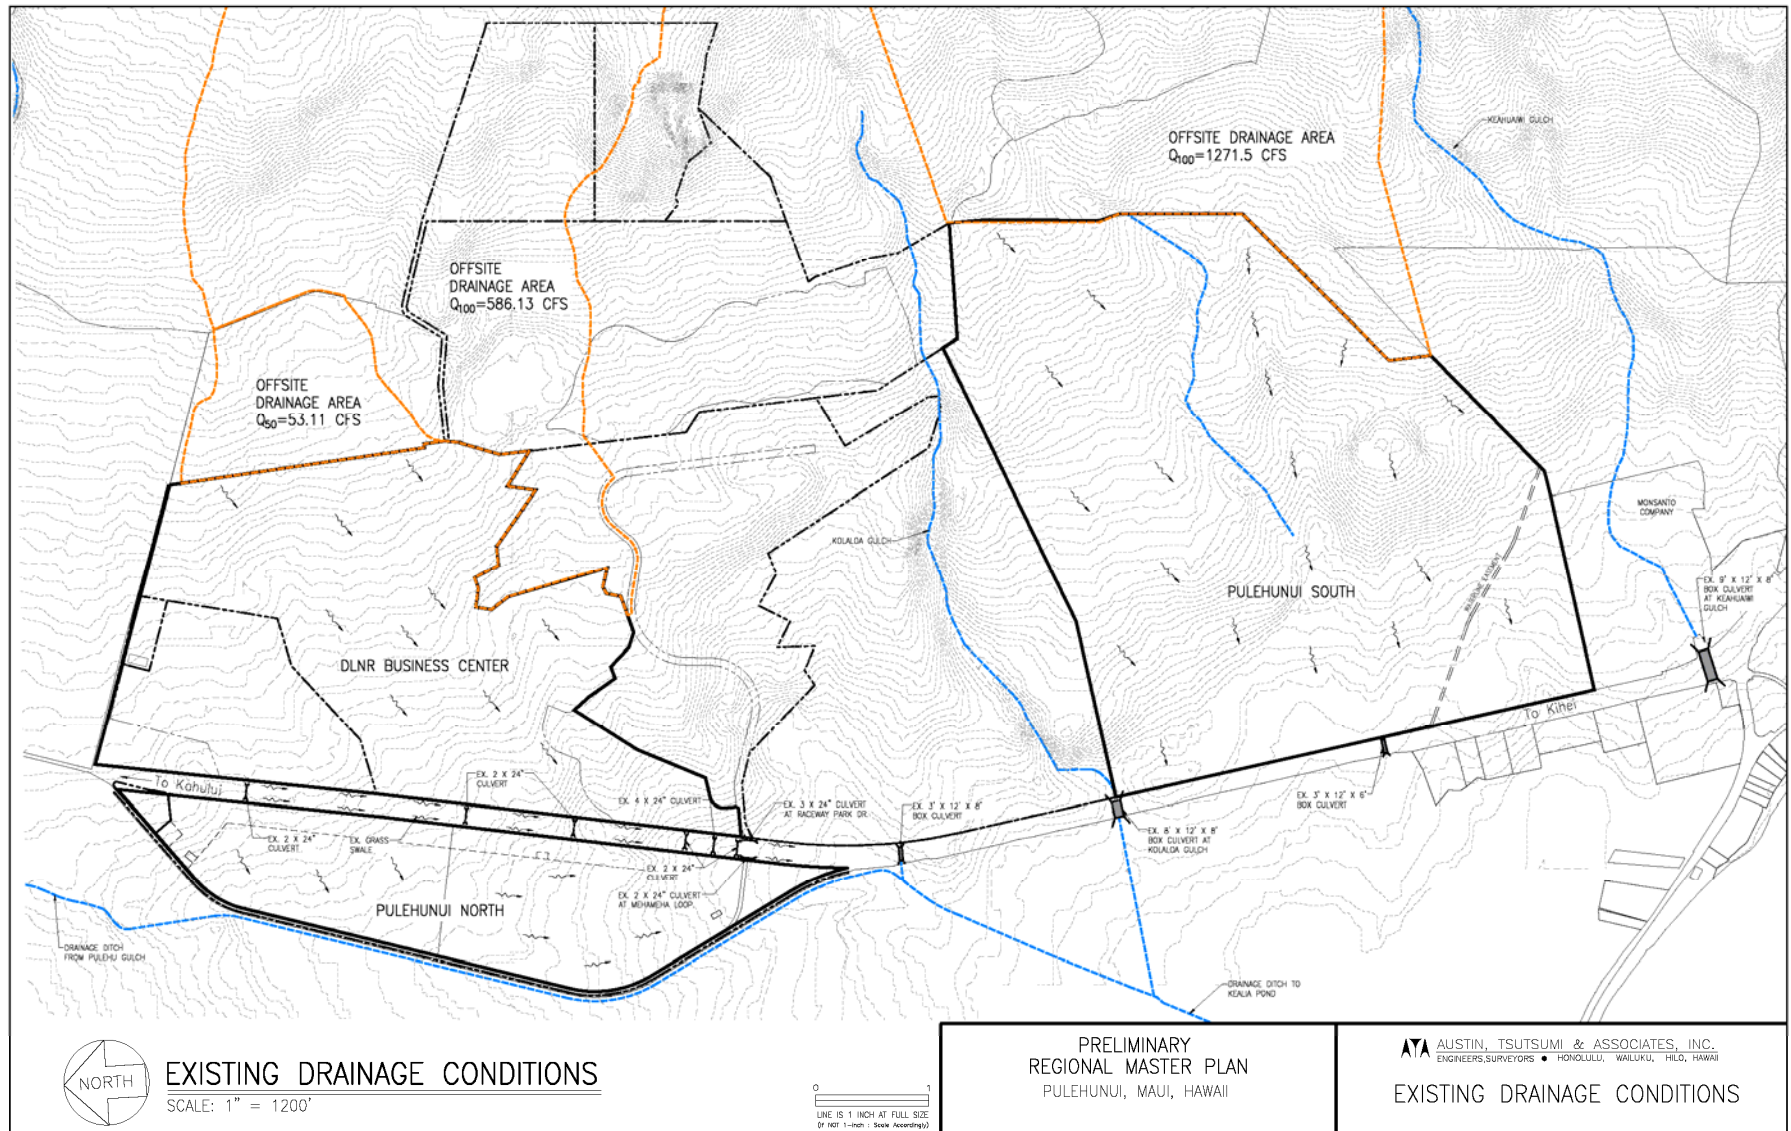 KEAHUAIWI GULCH
OFFSITE DRAINAGE AREA
Q100=1271.5 CFS
OFFSITE
DRAINAGE AREA
Q100=586.13 CFS
OFFSITE
DRAINAGE AREA
Q50=53.11 CFS
MONSANTO
COMPANY
KOLALOA GULCH
EASEMENT
EX. 9' X 12' X 8'
BOX CULVERT
AT KEAHUAIWI
GULCH
PULEHUNUI SOUTH
DLNR BUSINESS CENTER
To Kihei
To Kahului
EX. 2 X 24"
CULVERT
EX. 4 X 24" CULVERT
EX. 3 X 24" CULVERT
AT RACEWAY PARK DR.
EX. 3' X 12' X 8'
BOX CULVERT
EX. 3' X 12' X 6'
BOX CULVERT
EX. 2 X 24"
CULVERT
EX. GRASS
SWALE
EX. 8' X 12' X 8'
BOX CULVERT AT
KOLALOA GULCH
EX. 2 X 24"
CULVERT
EX. 2 X 24" CULVERT
AT MEHAMEHA LOOP
PULEHUNUI NORTH
DRAINAGE DITCH
FROM PULEHU GULCH
DRAINAGE DITCH TO
KEALIA POND
NORTH
EXISTING DRAINAGE CONDITIONS
SCALE: 1" = 1200'
0 1
LINE IS 1 INCH AT FULL SIZE
(IF NOT 1-inch : Scale Accordingly)
PRELIMINARY
REGIONAL MASTER PLAN
PULEHUNUI, MAUI, HAWAII
AUSTIN, TSUTSUMI & ASSOCIATES, INC.
ENGINEERS,SURVEYORS ● HONOLULU, WAILUKU, HILO, HAWAII
EXISTING DRAINAGE CONDITIONS